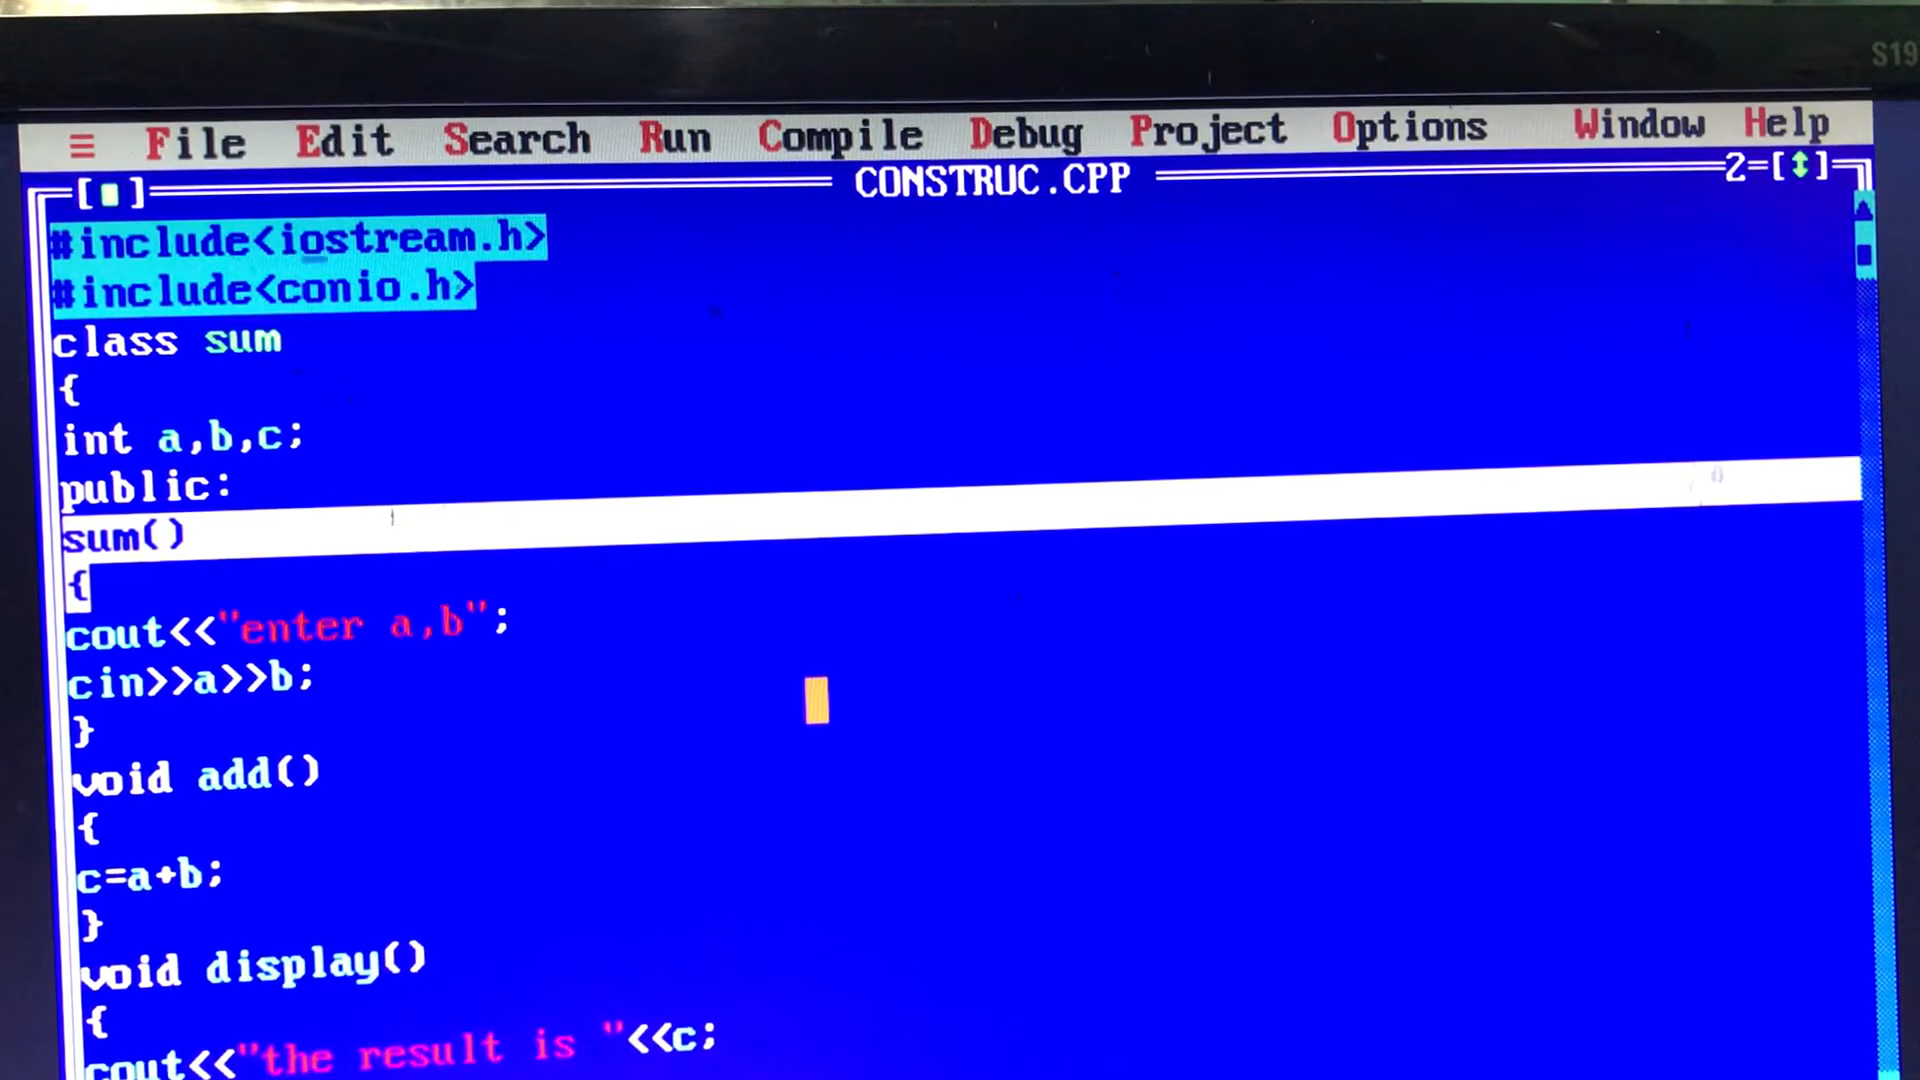 S19
≡ File Edit Search Run Compile Debug Project Options Window Help
[■] CONSTRUC.CPP 2=[↕]
#include<iostream.h>
#include<conio.h>
class sum
{
int a,b,c;
public:
sum()
{
cout<<"enter a,b";
cin>>a>>b;
}
void add()
{
c=a+b;
}
void display()
{
cout<<"the result is "<<c;